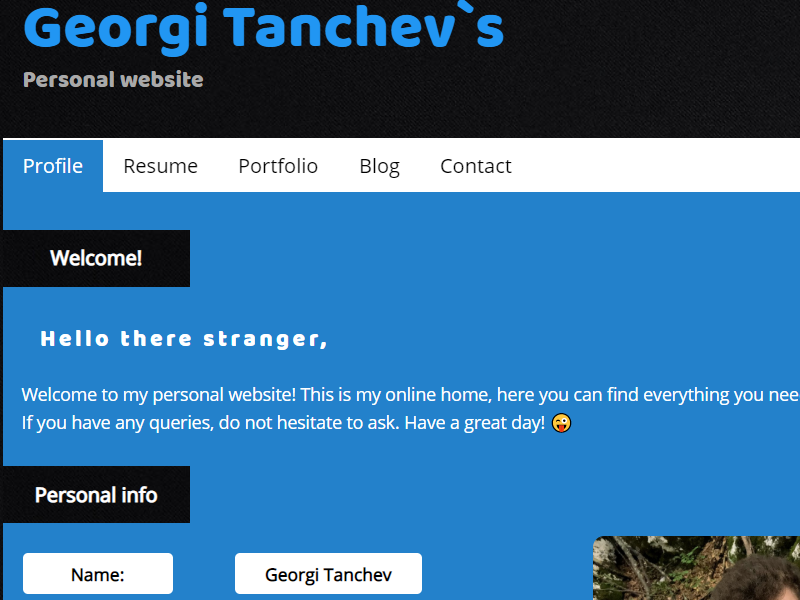 Georgi Tanchev`s
Personal website
Profile Resume Portfolio Blog Contact
Welcome!
Hello there stranger,
Welcome to my personal website! This is my online home, here you can find everything you
If you have any queries, do not hesitate to ask. Have a great day! 😜
Personal info
Name: Georgi Tanchev